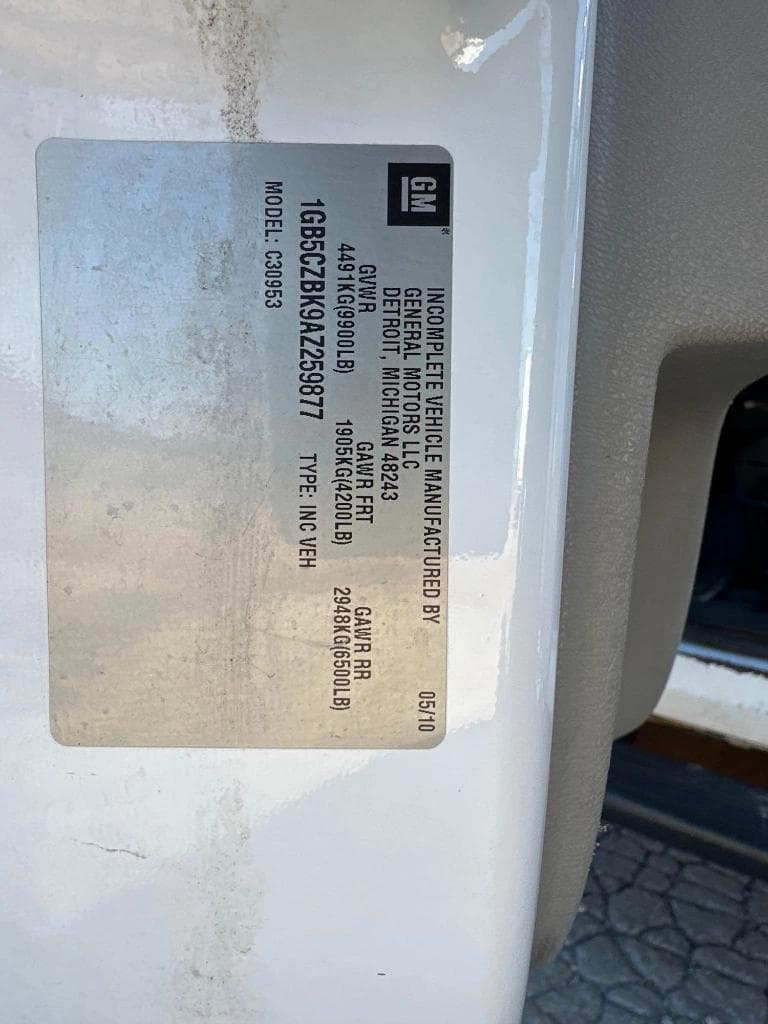 GM
INCOMPLETE VEHICLE MANUFACTURED BY
GENERAL MOTORS LLC 05/10
DETROIT, MICHIGAN 48243
GVWR GAWR FRT GAWR RR
4491KG(9900LB) 1905KG(4200LB) 2948KG(6500LB)
1GB5CZBK9AZ259877 TYPE: INC VEH
MODEL: C30953